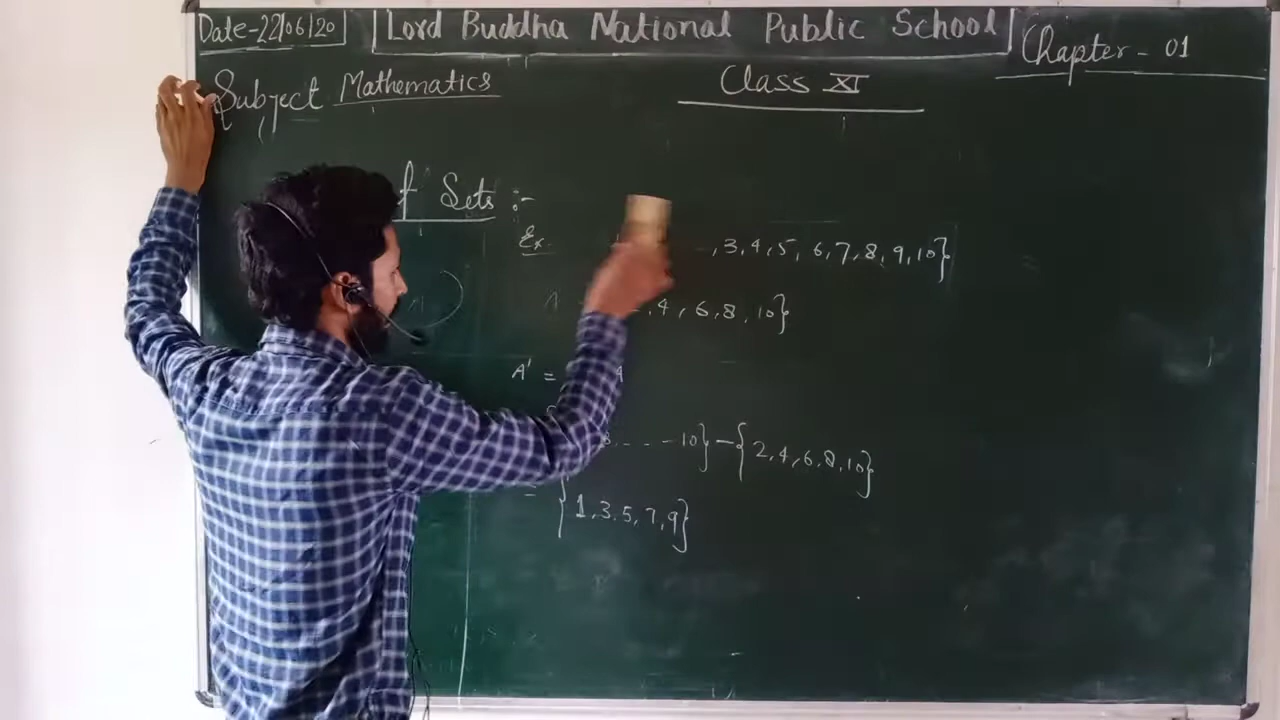 Date-22/06/20 Lord Buddha National Public School Chapter - 01
Subject Mathematics Class XI
f Sets :-
Ex. ,3,4,5, 6,7,8,9,10}
A ,4, 6,8, 10}
A' = A
3, - - - -10} - {2,4,6,8,10}
= {1,3,5,7,9}